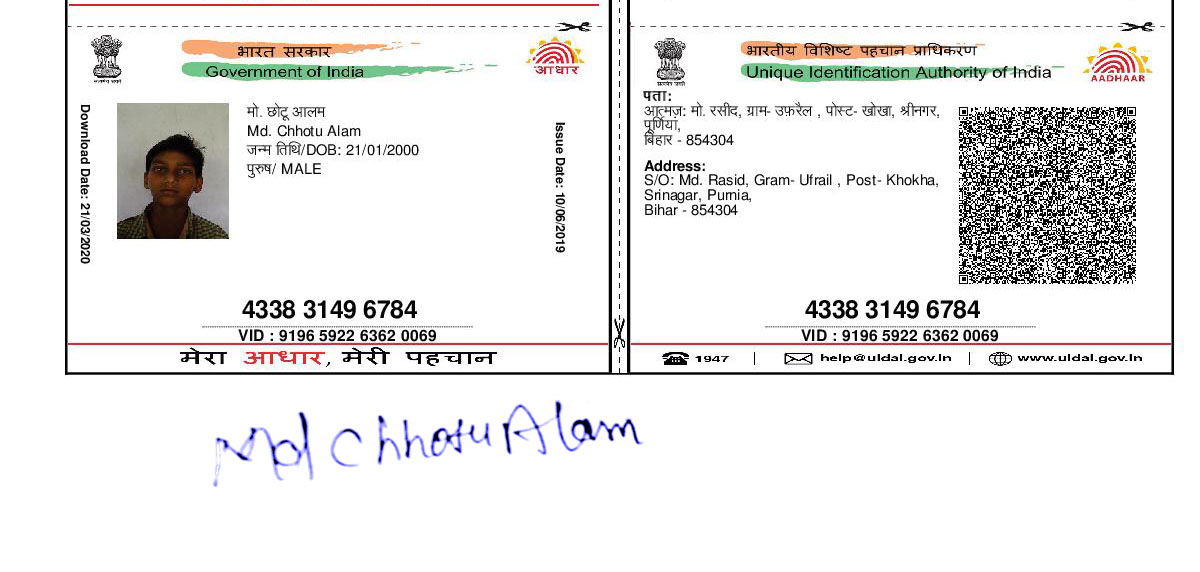 भारत सरकार
Government of India
आधार
Download Date: 21/03/2020
मो. छोटू आलम
Md. Chhotu Alam
जन्म तिथि/DOB: 21/01/2000
पुरुष/ MALE
Issue Date: 10/06/2019
4338 3149 6784
VID : 9196 5922 6362 0069
मेरा आधार, मेरी पहचान
भारतीय विशिष्ट पहचान प्राधिकरण
Unique Identification Authority of India
AADHAAR
पता:
आत्मज: मो. रसीद, ग्राम- उफ़रैल , पोस्ट- खोखा, श्रीनगर,
पूर्णिया,
बिहार - 854304
Address:
S/O: Md. Rasid, Gram- Ufrail , Post- Khokha,
Srinagar, Purnia,
Bihar - 854304
4338 3149 6784
VID : 9196 5922 6362 0069
1947 | help@uidai.gov.in | www.uidai.gov.in
Md Chhotu Alam